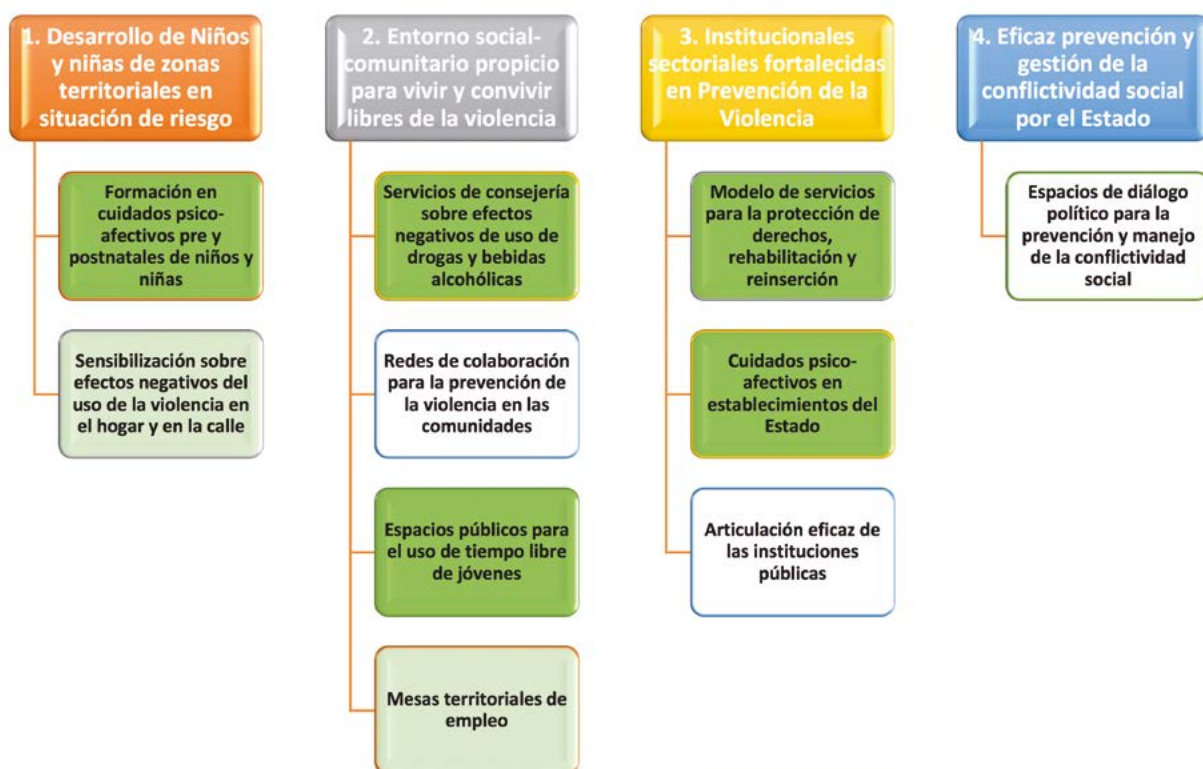 1. Desarrollo de Niños
y niñas de zonas
territoriales en
situación de riesgo
Formación en
cuidados psico-
afectivos pre y
postnatales de niños y
niñas
Sensibilización sobre
efectos negativos del
uso de la violencia en
el hogar y en la calle
2. Entorno social-
comunitario propicio
para vivir y convivir
libres de la violencia
Servicios de consejería
sobre efectos
negativos de uso de
drogas y bebidas
alcohólicas
Redes de colaboración
para la prevención de
la violencia en las
comunidades
Espacios públicos para
el uso de tiempo libre
de jóvenes
Mesas territoriales de
empleo
3. Institucionales
sectoriales fortalecidas
en Prevención de la
Violencia
Modelo de servicios
para la protección de
derechos,
rehabilitación y
reinserción
Cuidados psico-
afectivos en
establecimientos del
Estado
Articulación eficaz de
las instituciones
públicas
4. Eficaz prevención y
gestión de la
conflictividad social
por el Estado
Espacios de diálogo
político para la
prevención y manejo
de la conflictividad
social